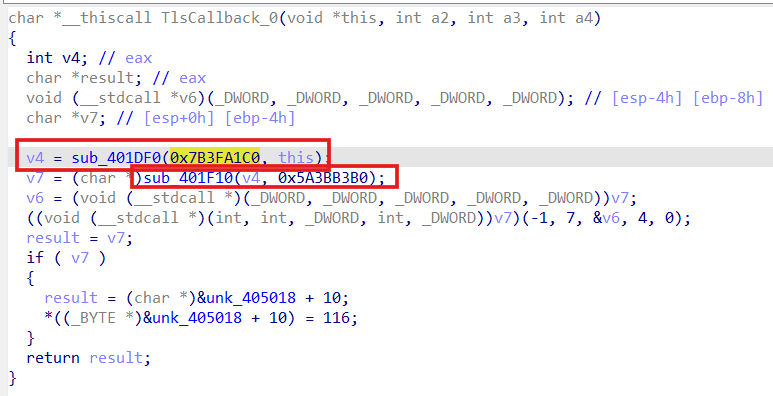 char *__thiscall TlsCallback_0(void *this, int a2, int a3, int a4)
{
  int v4; // eax
  char *result; // eax
  void (__stdcall *v6)(_DWORD, _DWORD, _DWORD, _DWORD, _DWORD); // [esp-4h] [ebp-8h]
  char *v7; // [esp+0h] [ebp-4h]

  v4 = sub_401DF0(0x7B3FA1C0, this);
  v7 = (char *)sub_401F10(v4, 0x5A3BB3B0);
  v6 = (void (__stdcall *)(_DWORD, _DWORD, _DWORD, _DWORD, _DWORD))v7;
  ((void (__stdcall *)(int, int, _DWORD, int, _DWORD))v7)(-1, 7, &v6, 4, 0);
  result = v7;
  if ( v7 )
  {
    result = (char *)&unk_405018 + 10;
    *((_BYTE *)&unk_405018 + 10) = 116;
  }
  return result;
}